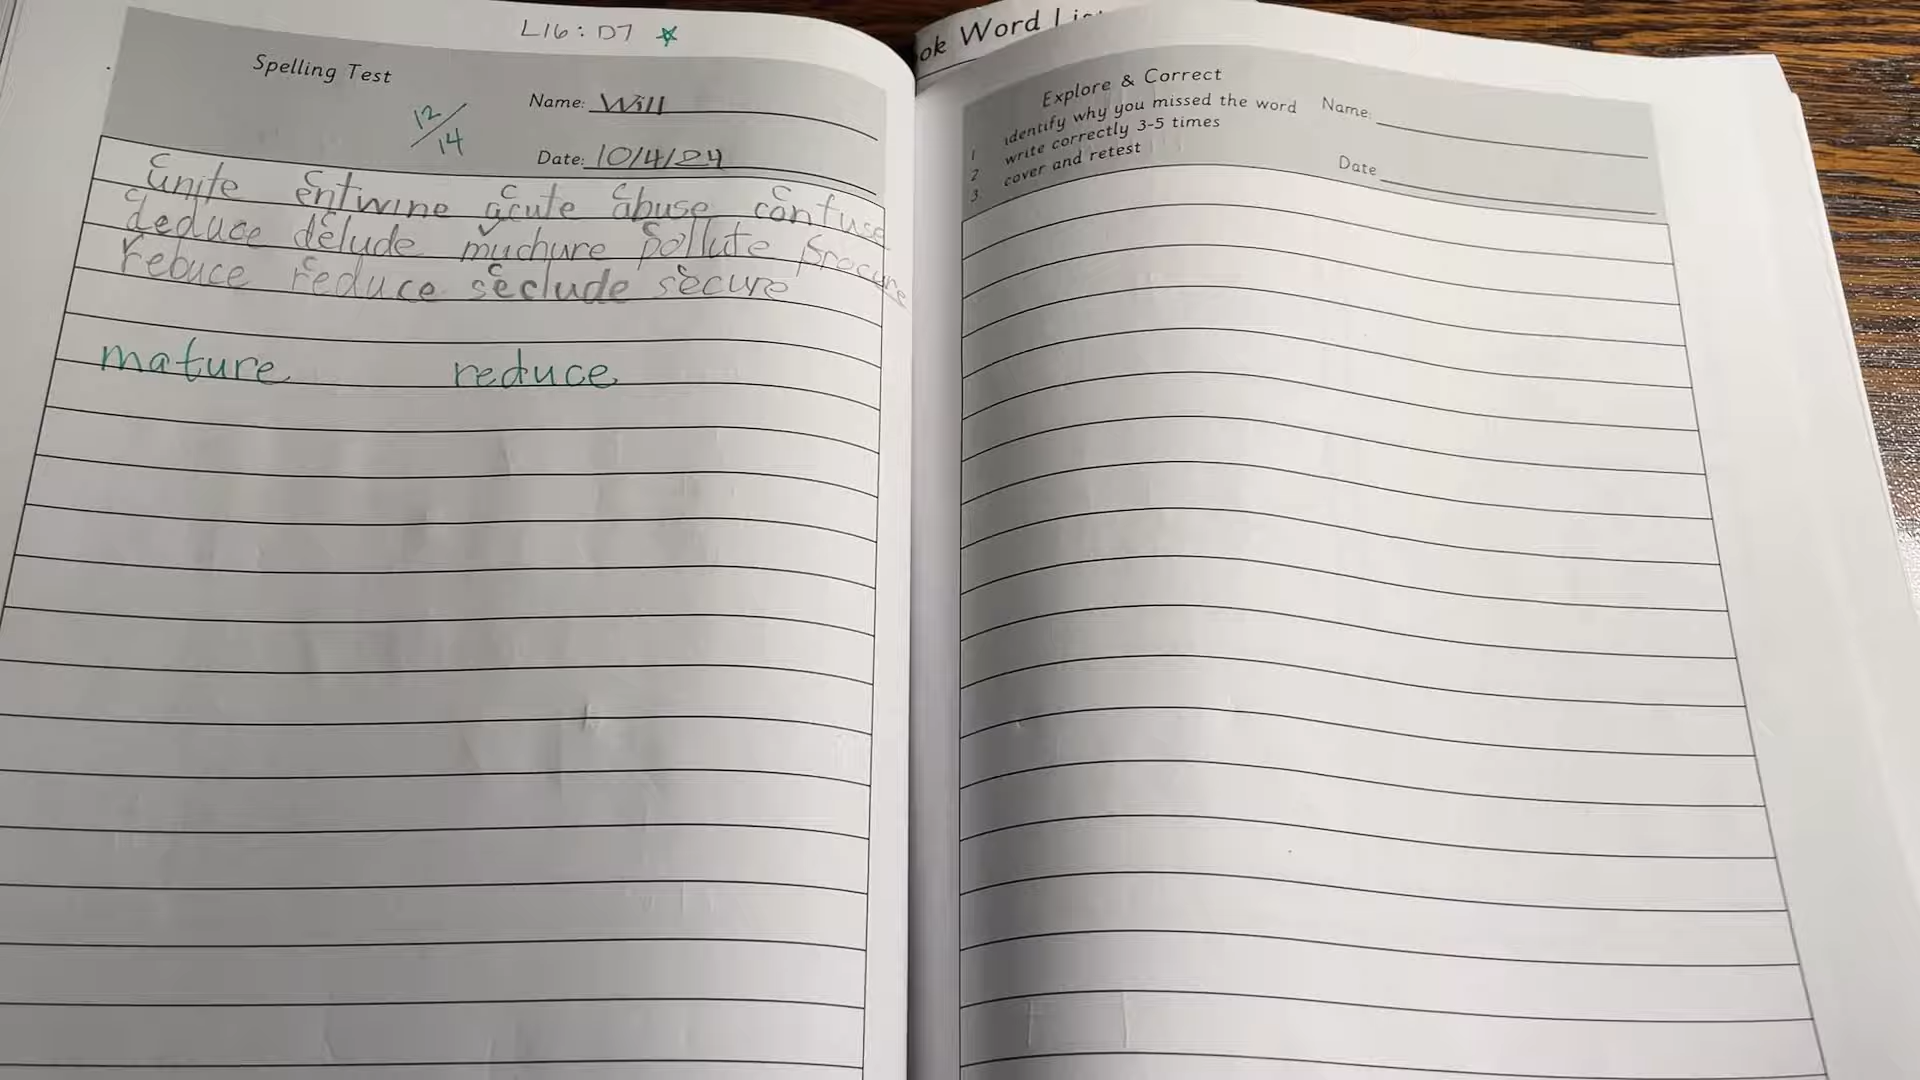 L16: D7
Spelling Test
Name: Will
12/14
Date: 10/4/24
unite entwine acute abuse confuse
deduce delude muchure pollute procure
rebuce reduce seclude secure
mature reduce
ok Word Lis
Explore & Correct
Name:
1 identify why you missed the word
2 write correctly 3-5 times
3 cover and retest
Date